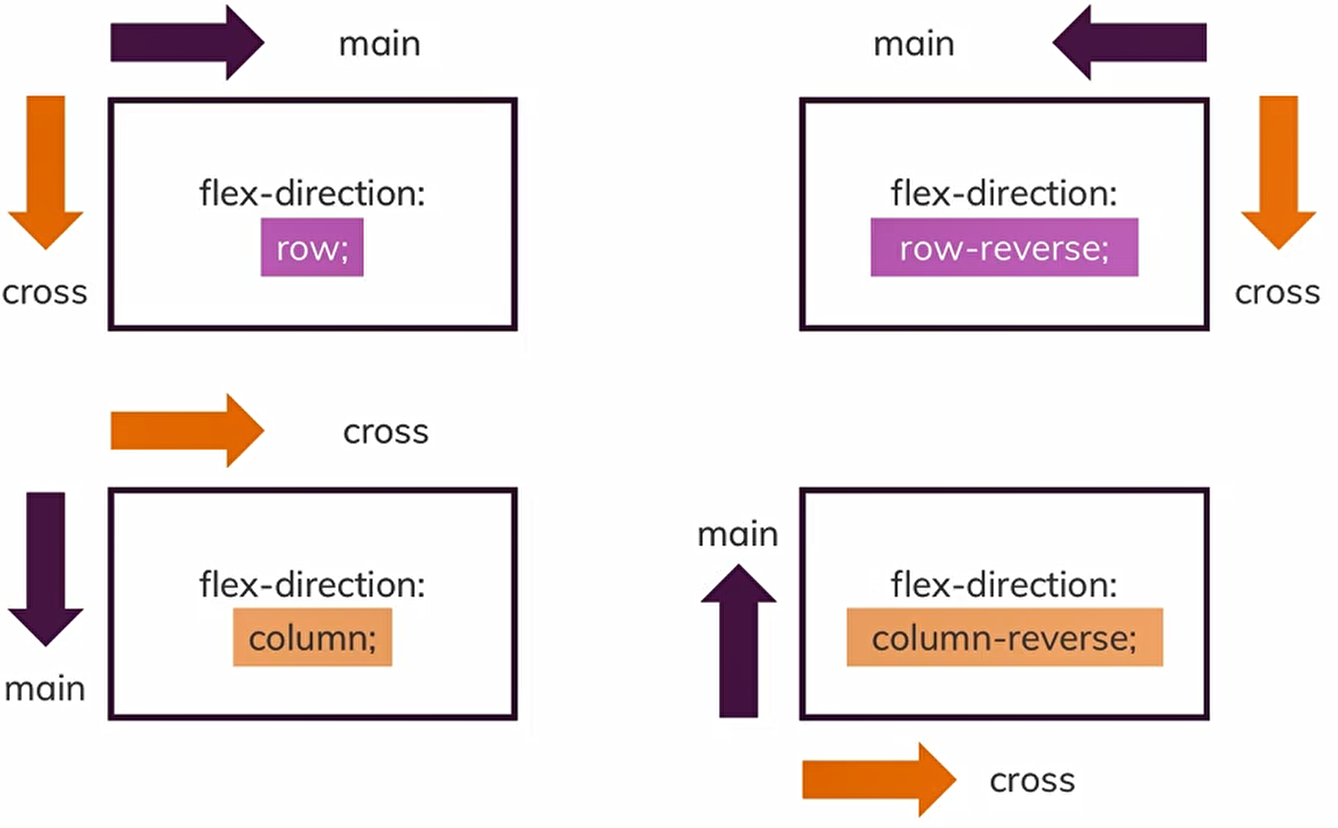 main
main
flex-direction:
row;
cross
flex-direction:
row-reverse;
cross
cross
flex-direction:
column;
main
main
flex-direction:
column-reverse;
cross